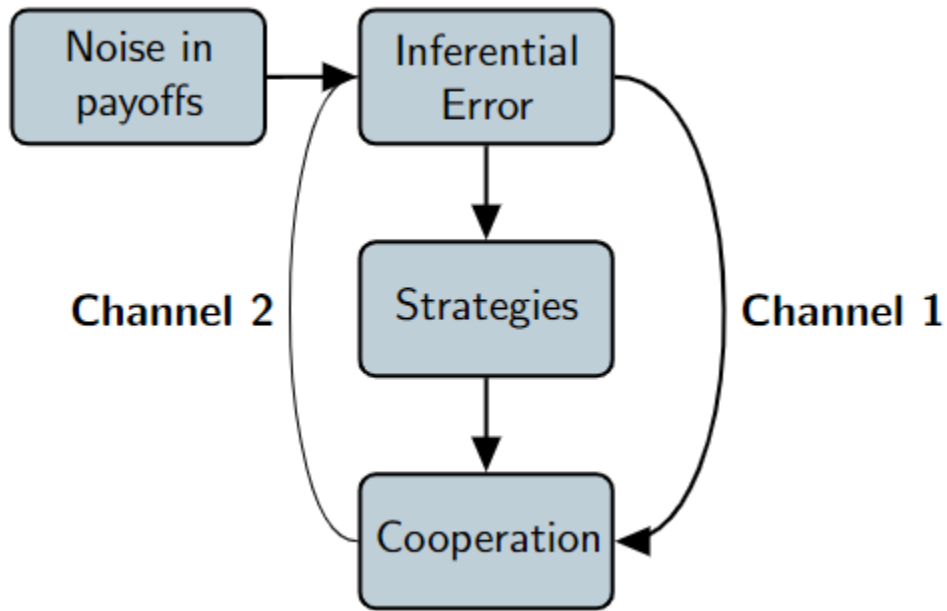 Noise in
payoffs
Inferential
Error
Strategies
Channel 2
Channel 1
Cooperation